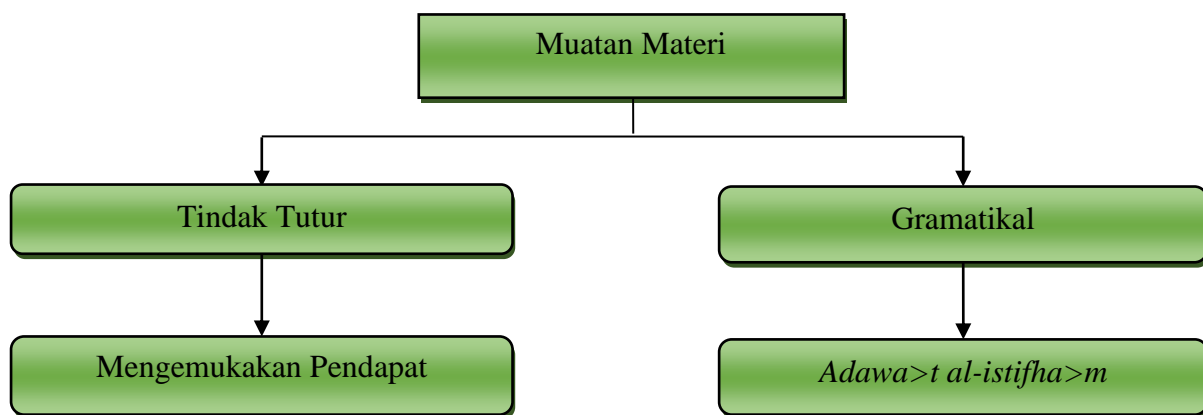 Muatan Materi
Tindak Tutur
Gramatikal
Mengemukakan Pendapat
Adawa>t al-istifha>m